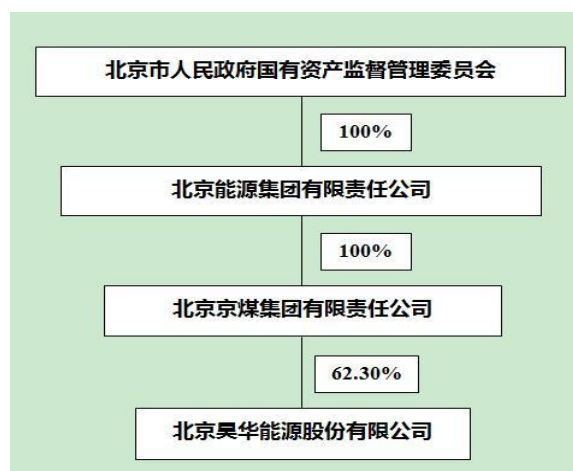 北京市人民政府国有资产监督管理委员会
100%
北京能源集团有限责任公司
100%
北京京煤集团有限责任公司
62.30%
北京昊华能源股份有限公司